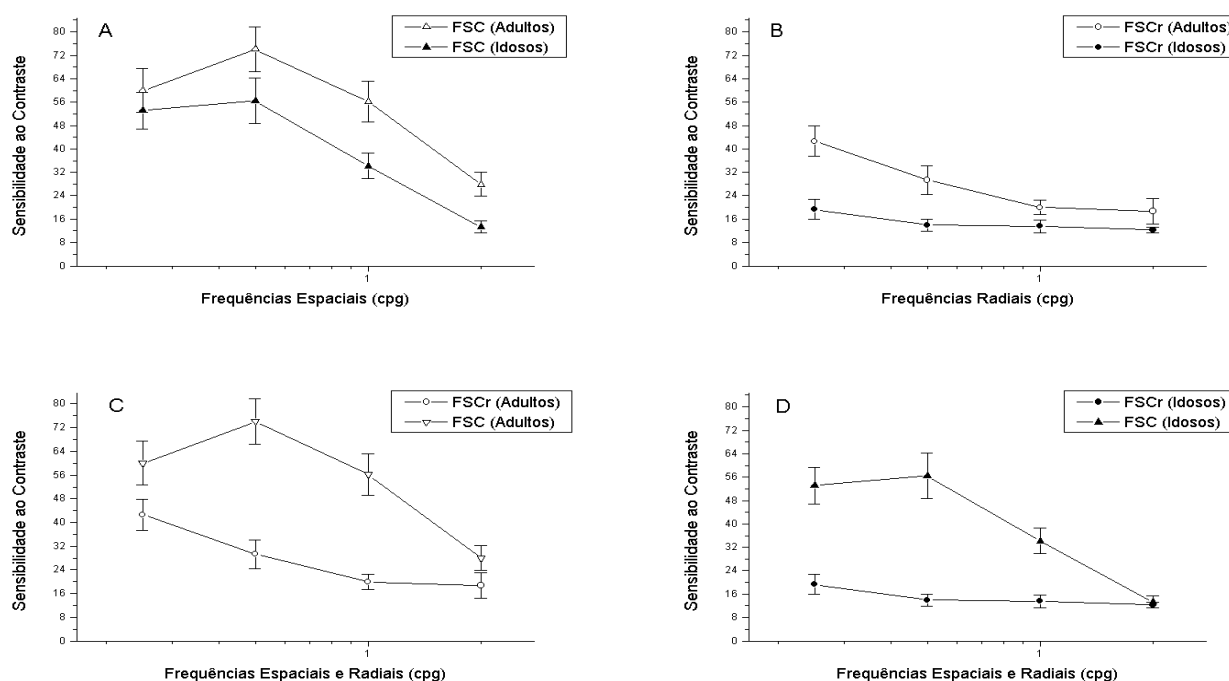 A
FSC (Adultos)
FSC (Idosos)
Sensibilidade ao Contraste
80
72
64
56
48
40
32
24
16
8
0
1
Frequências Espaciais (cpg)
B
FSCr (Adultos)
FSCr (Idosos)
Sensibilidade ao Contraste
80
72
64
56
48
40
32
24
16
8
0
1
Frequências Radiais (cpg)
C
FSCr (Adultos)
FSC (Adultos)
Sensibilidade ao Contraste
80
72
64
56
48
40
32
24
16
8
0
1
Frequências Espaciais e Radiais (cpg)
D
FSCr (Idosos)
FSC (Idosos)
Sensibilidade ao Contraste
80
72
64
56
48
40
32
24
16
8
0
1
Frequências Espaciais e Radiais (cpg)